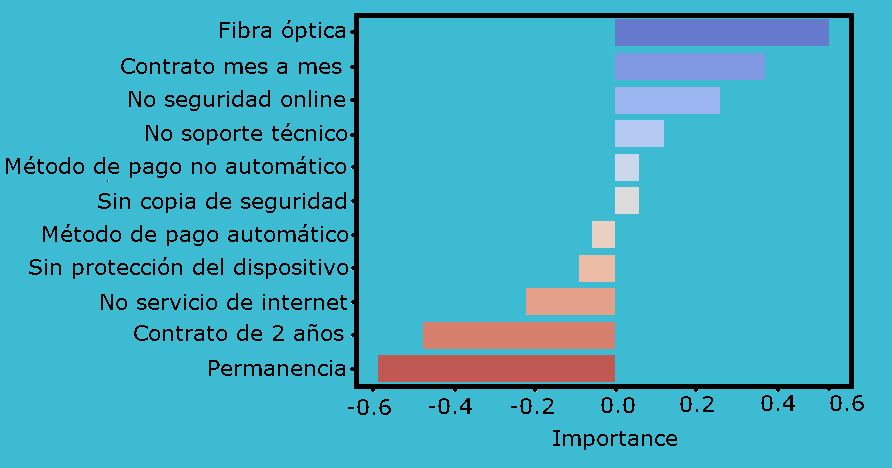 Fibra óptica
Contrato mes a mes
No seguridad online
No soporte técnico
Método de pago no automático
Sin copia de seguridad
Método de pago automático
Sin protección del dispositivo
No servicio de internet
Contrato de 2 años
Permanencia
-0.6 -0.4 -0.2 0.0 0.2 0.4 0.6
Importance